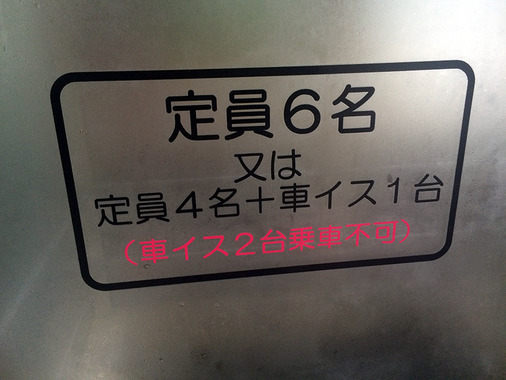 定員６名
又は
定員４名＋車イス１台
（車イス２台乗車不可）